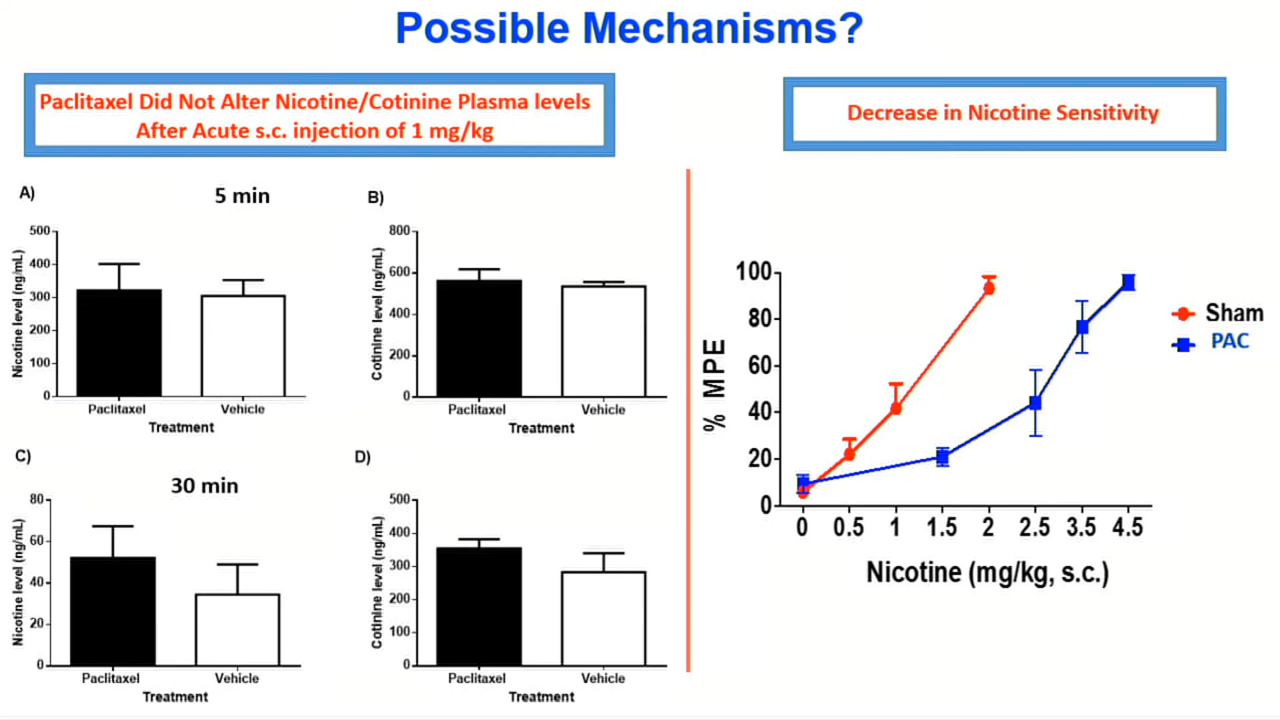 Possible Mechanisms?
Paclitaxel Did Not Alter Nicotine/Cotinine Plasma levels
After Acute s.c. injection of 1 mg/kg
Decrease in Nicotine Sensitivity
A)
5 min
Nicotine level (ng/mL)
500
400
300
200
100
0
Paclitaxel
Vehicle
Treatment
B)
Cotinine level (ng/mL)
800
600
400
200
0
Paclitaxel
Vehicle
Treatment
C)
30 min
Nicotine level (ng/mL)
80
60
40
20
0
Paclitaxel
Vehicle
Treatment
D)
Cotinine level (ng/mL)
500
400
300
200
100
0
Paclitaxel
Vehicle
Treatment
% MPE
100
80
60
40
20
0
0 0.5 1 1.5 2 2.5 3.5 4.5
Nicotine (mg/kg, s.c.)
Sham
PAC